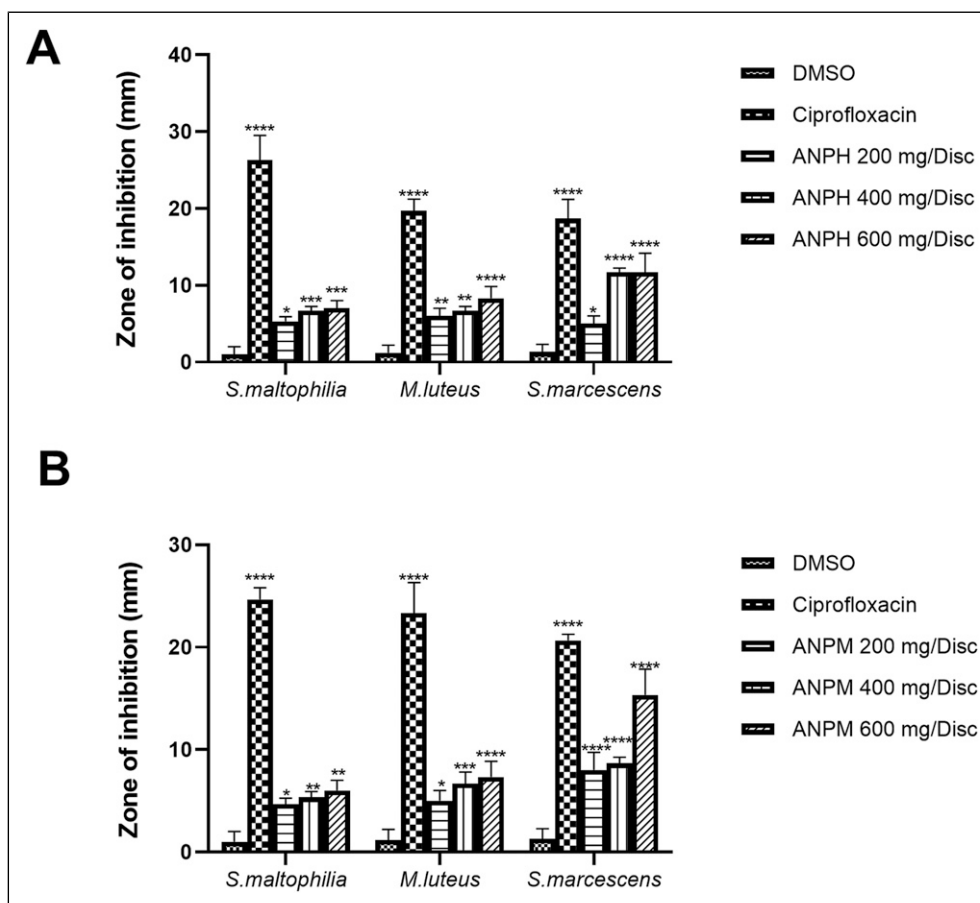 A
Zone of inhibition (mm)
40
30
20
10
0
****
*
***
***
****
**
**
****
****
*
****
****
S.maltophilia
M.luteus
S.marcescens
DMSO
Ciprofloxacin
ANPH 200 mg/Disc
ANPH 400 mg/Disc
ANPH 600 mg/Disc
B
Zone of inhibition (mm)
30
20
10
0
****
*
**
**
****
*
***
****
****
****
****
****
S.maltophilia
M.luteus
S.marcescens
DMSO
Ciprofloxacin
ANPM 200 mg/Disc
ANPM 400 mg/Disc
ANPM 600 mg/Disc